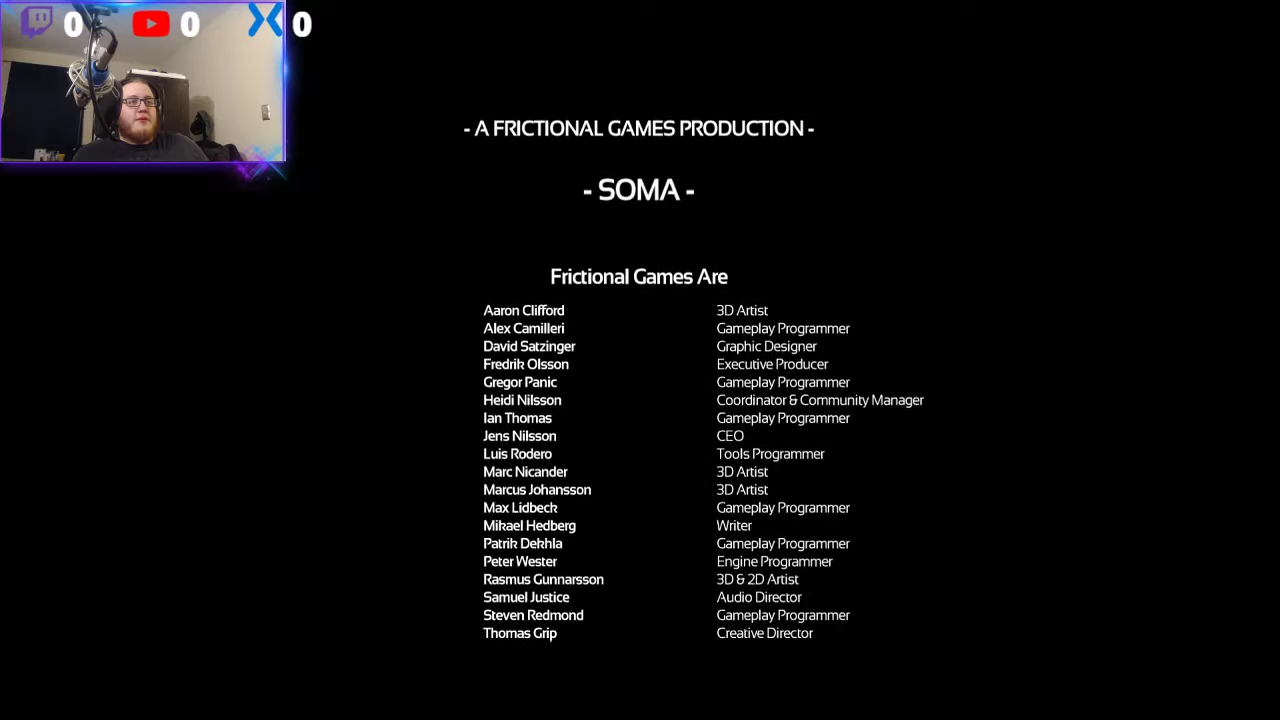 0 0 0
- A FRICTIONAL GAMES PRODUCTION -
- SOMA -
Frictional Games Are
Aaron Clifford 3D Artist
Alex Camilleri Gameplay Programmer
David Satzinger Graphic Designer
Fredrik Olsson Executive Producer
Gregor Panic Gameplay Programmer
Heidi Nilsson Coordinator & Community Manager
Ian Thomas Gameplay Programmer
Jens Nilsson CEO
Luis Rodero Tools Programmer
Marc Nicander 3D Artist
Marcus Johansson 3D Artist
Max Lidbeck Gameplay Programmer
Mikael Hedberg Writer
Patrik Dekhla Gameplay Programmer
Peter Wester Engine Programmer
Rasmus Gunnarsson 3D & 2D Artist
Samuel Justice Audio Director
Steven Redmond Gameplay Programmer
Thomas Grip Creative Director